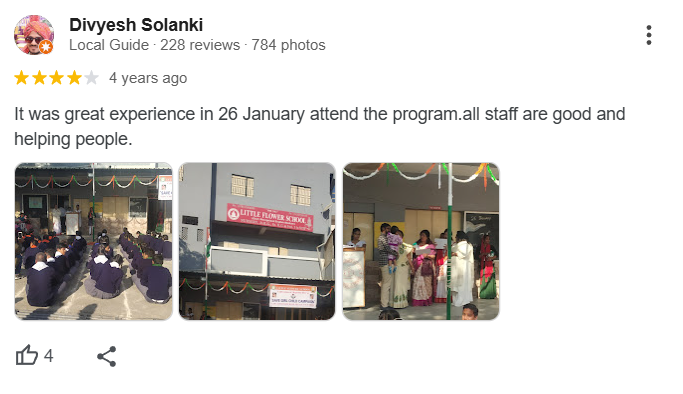 Divyesh Solanki
Local Guide · 228 reviews · 784 photos
4 years ago
It was great experience in 26 January attend the program.all staff are good and
helping people.
LITTLE FLOWER SCHOOL
4